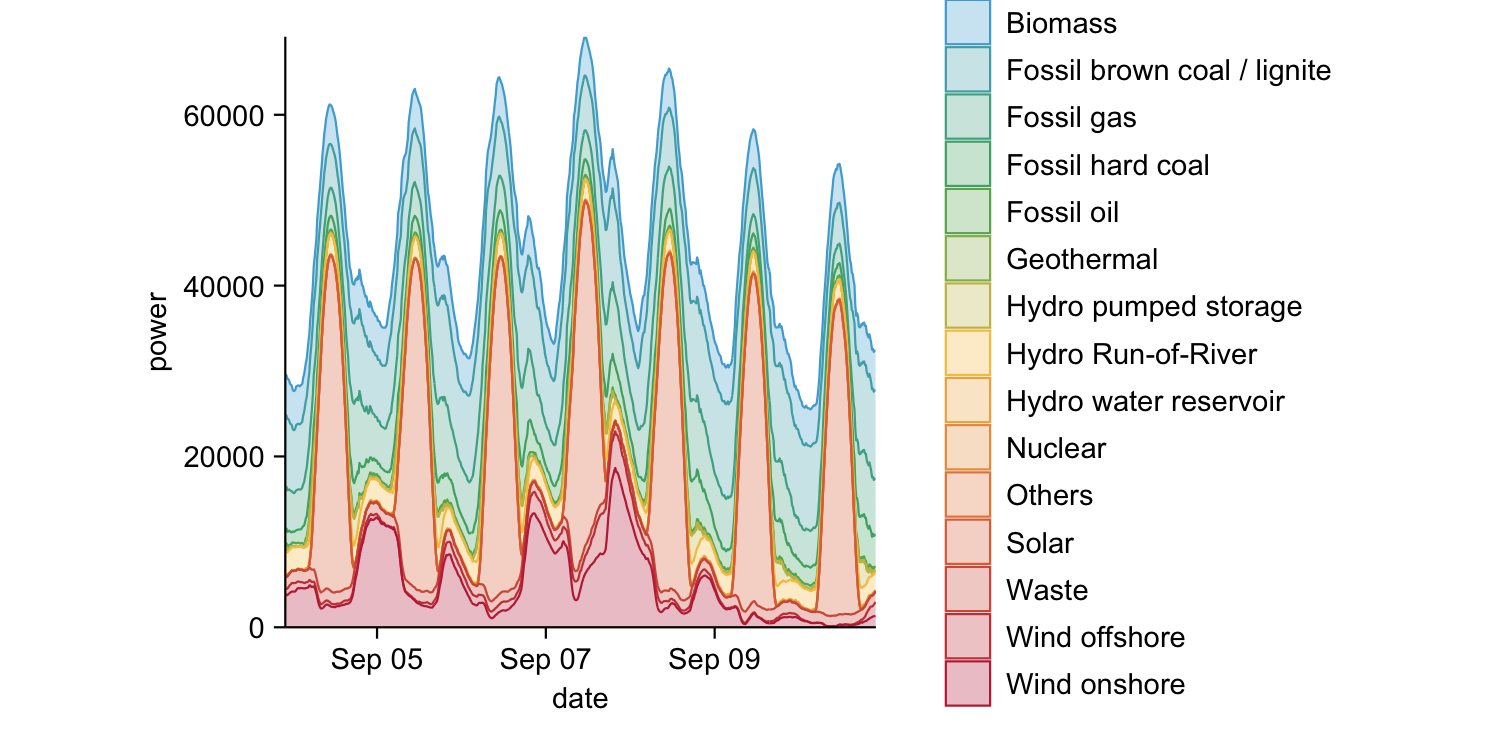 power
60000
40000
20000
0
Sep 05
Sep 07
Sep 09
date
Biomass
Fossil brown coal / lignite
Fossil gas
Fossil hard coal
Fossil oil
Geothermal
Hydro pumped storage
Hydro Run-of-River
Hydro water reservoir
Nuclear
Others
Solar
Waste
Wind offshore
Wind onshore